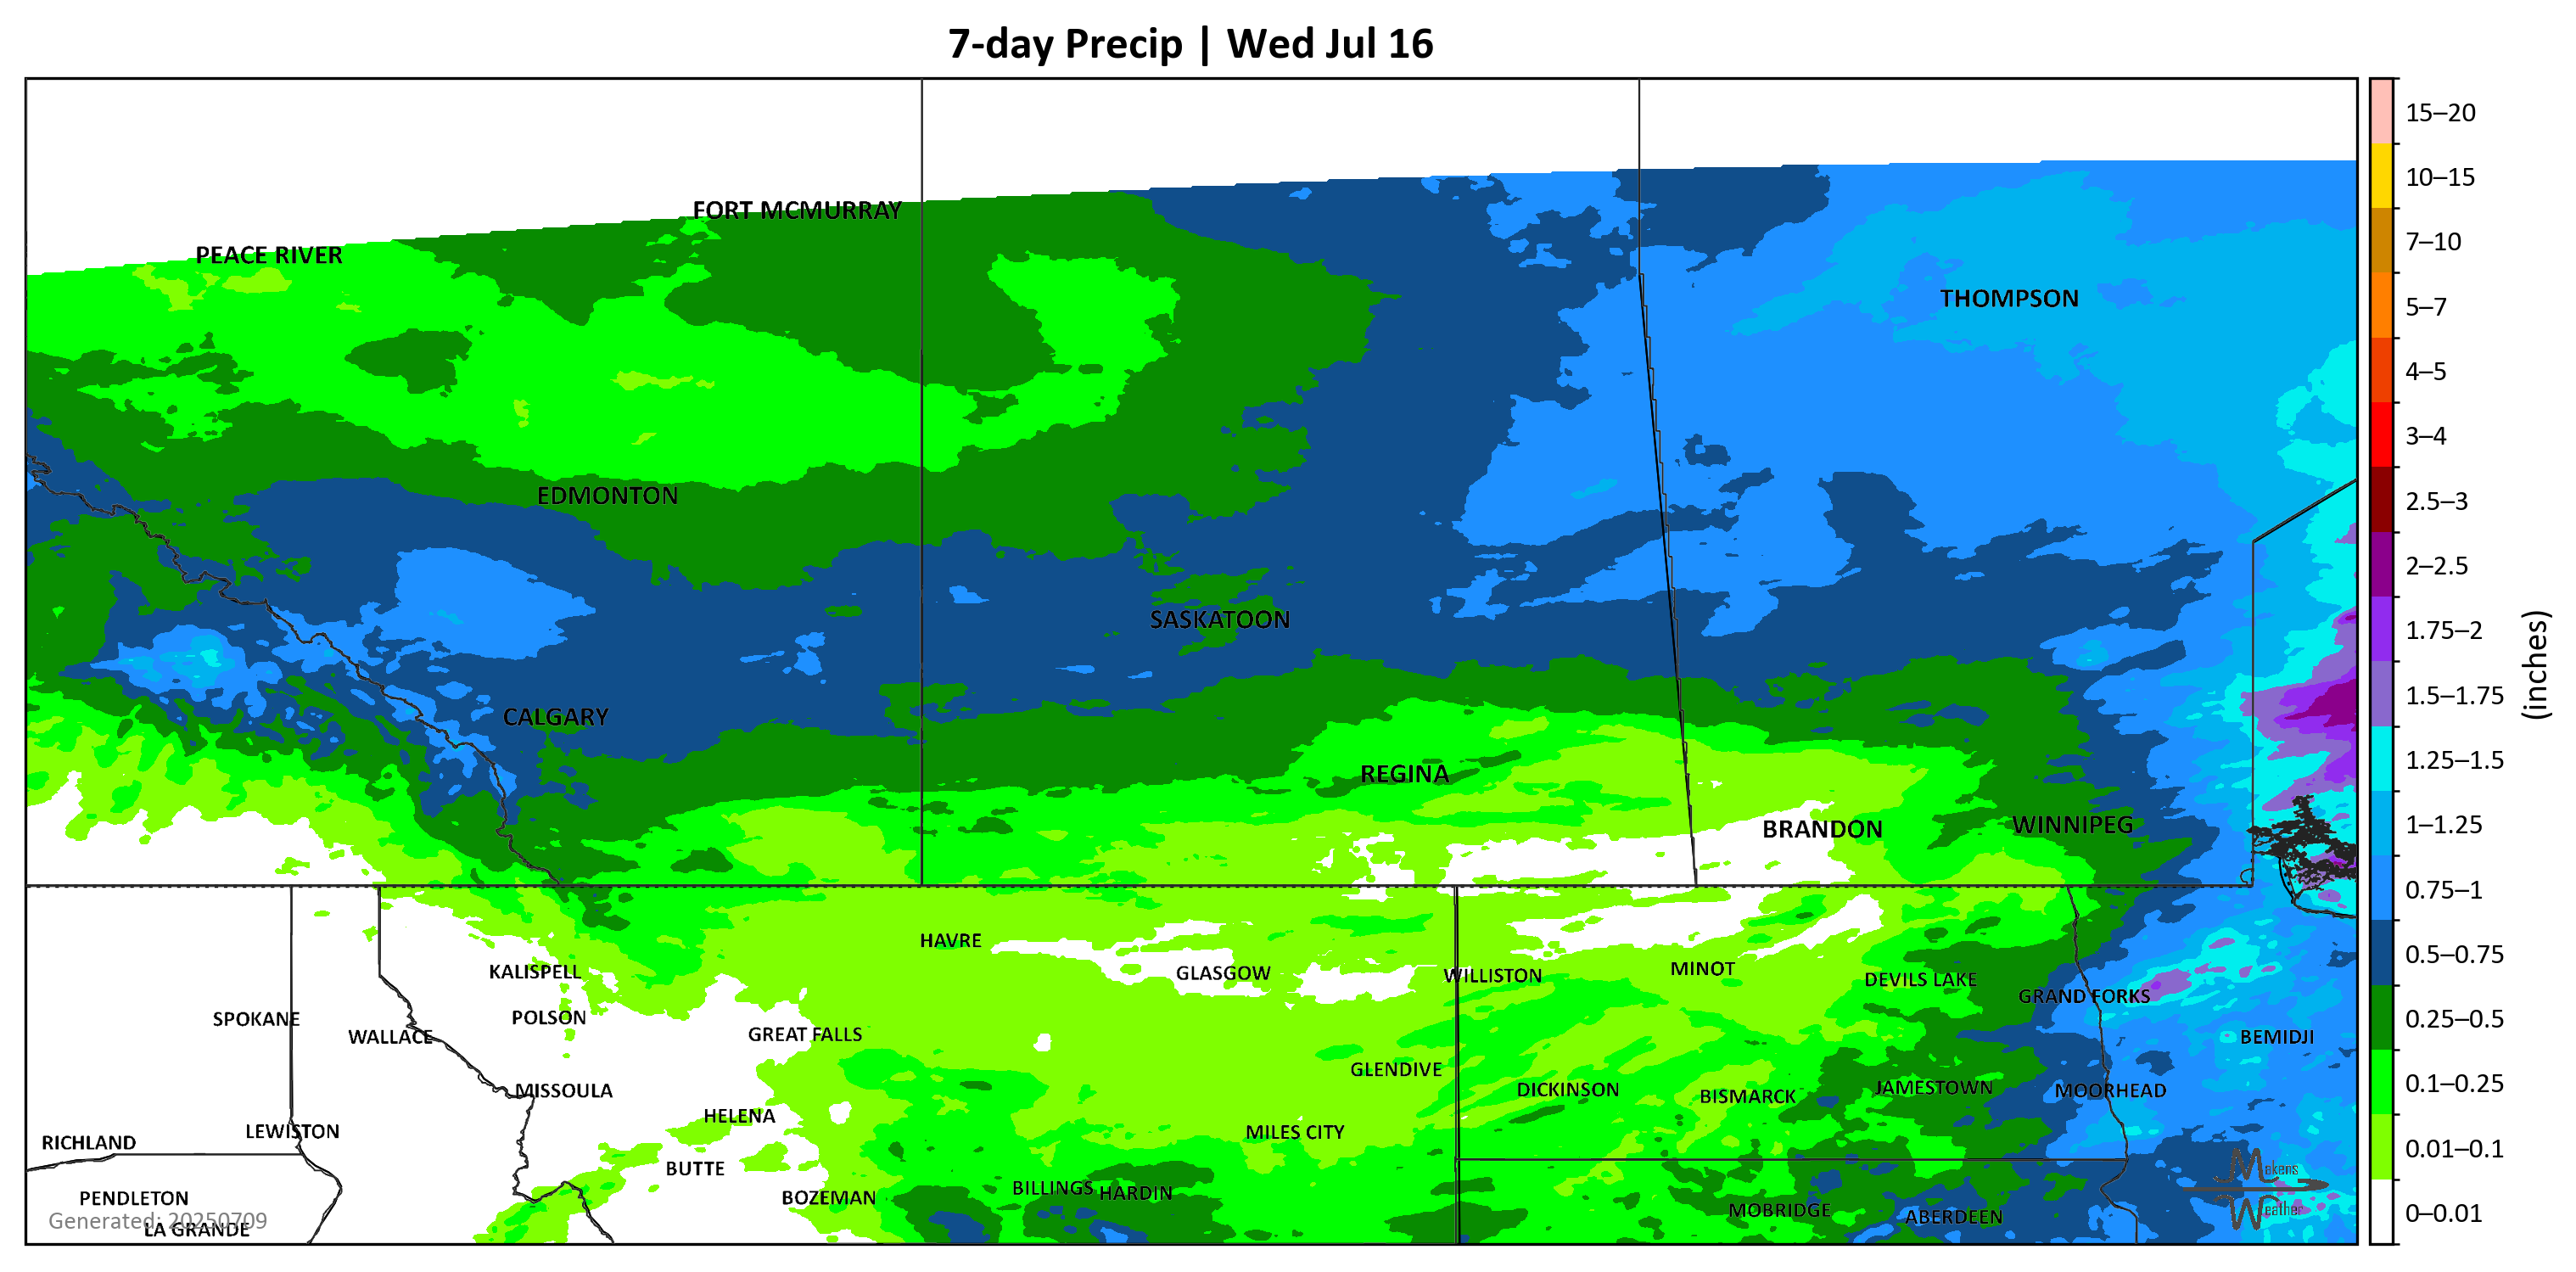 7-day Precip | Wed Jul 16
15–20
10–15
7–10
5–7
4–5
3–4
2.5–3
2–2.5
1.75–2
1.5–1.75
1.25–1.5
1–1.25
0.75–1
0.5–0.75
0.25–0.5
0.1–0.25
0.01–0.1
0–0.01
(inches)
FORT MCMURRAY
PEACE RIVER
THOMPSON
EDMONTON
SASKATOON
CALGARY
REGINA
BRANDON
WINNIPEG
HAVRE
KALISPELL
GLASGOW
WILLISTON
MINOT
DEVILS LAKE
GRAND FORKS
SPOKANE
POLSON
WALLACE
GREAT FALLS
BEMIDJI
GLENDIVE
MISSOULA
DICKINSON
BISMARCK
JAMESTOWN
MOORHEAD
HELENA
RICHLAND
LEWISTON
MILES CITY
BUTTE
PENDLETON
BOZEMAN
BILLINGS
HARDIN
MOBRIDGE
ABERDEEN
Generated: 20250709
LA GRANDE
Makens
Weather